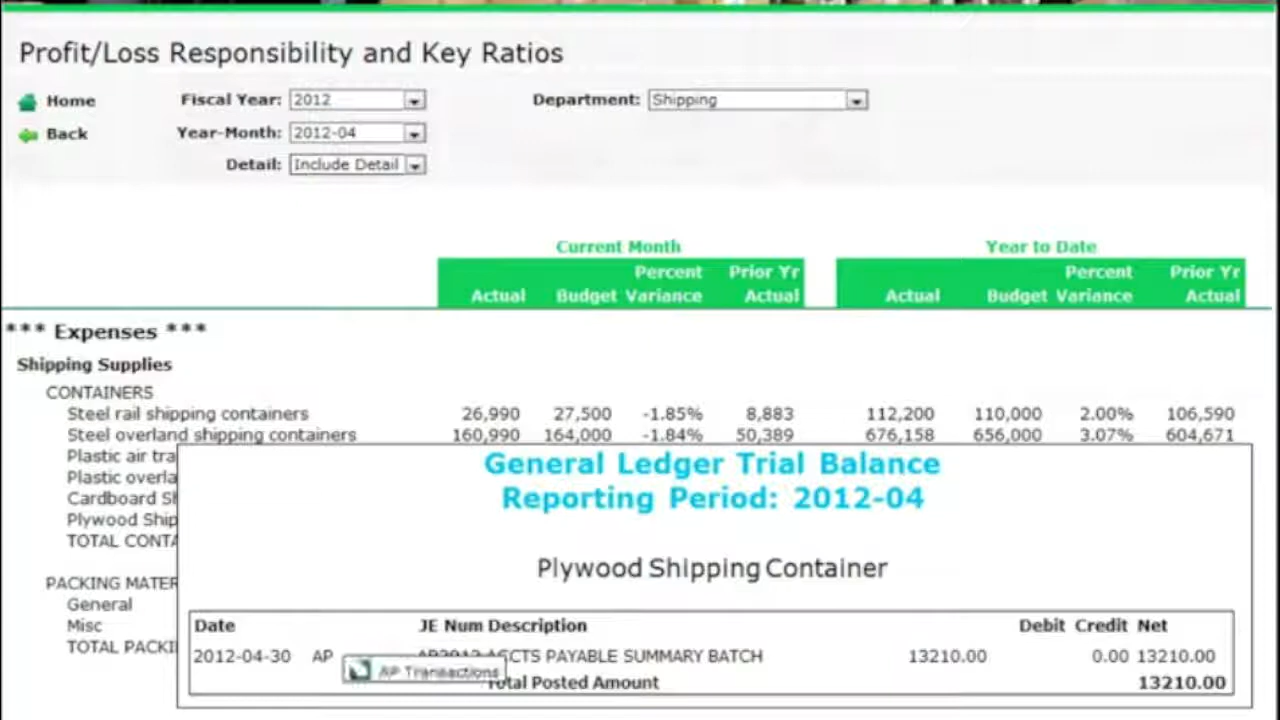 Profit/Loss Responsibility and Key Ratios
Home Fiscal Year: 2012 Department: Shipping
Back Year-Month: 2012-04
Detail: Include Detail
Current Month Year to Date
Percent Prior Yr Percent Prior Yr
Actual Budget Variance Actual Actual Budget Variance Actual
*** Expenses ***
Shipping Supplies
CONTAINERS
Steel rail shipping containers 26,990 27,500 -1.85% 8,883 112,200 110,000 2.00% 106,590
Steel overland shipping containers 160,990 164,000 -1.84% 50,389 676,158 656,000 3.07% 604,671
Plastic air tra
Plastic overla
Cardboard Sh
Plywood Ship
TOTAL CONTA
PACKING MATER
General
Misc
TOTAL PACKI
General Ledger Trial Balance
Reporting Period: 2012-04
Plywood Shipping Container
Date JE Num Description Debit Credit Net
2012-04-30 AP ACCTS PAYABLE SUMMARY BATCH 13210.00 0.00 13210.00
AP Transactions
Total Posted Amount 13210.00